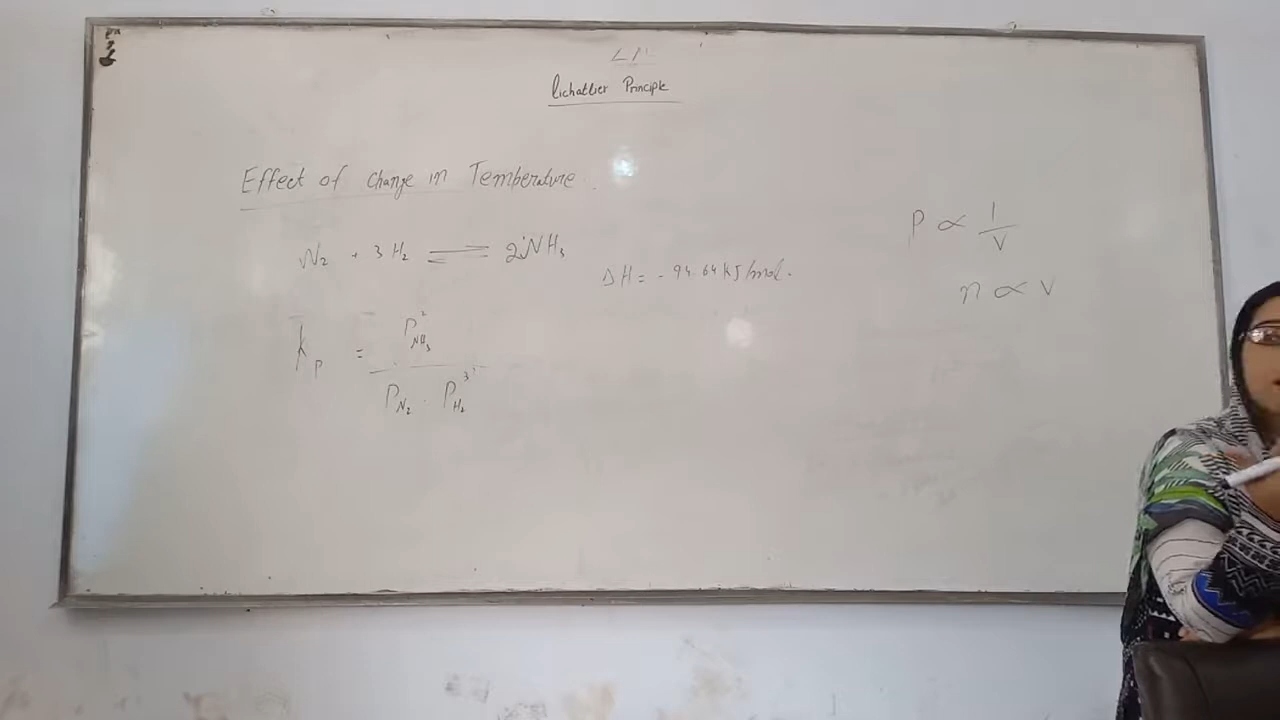 lichatlier Principle
Effect of change in Temperature
N₂ + 3H₂ ⇌ 2NH₃
ΔH = - 94.64 kJ/mol.
P ∝ 1/V
n ∝ V
Kp = P²NH₃ / PN₂ . P³H₂